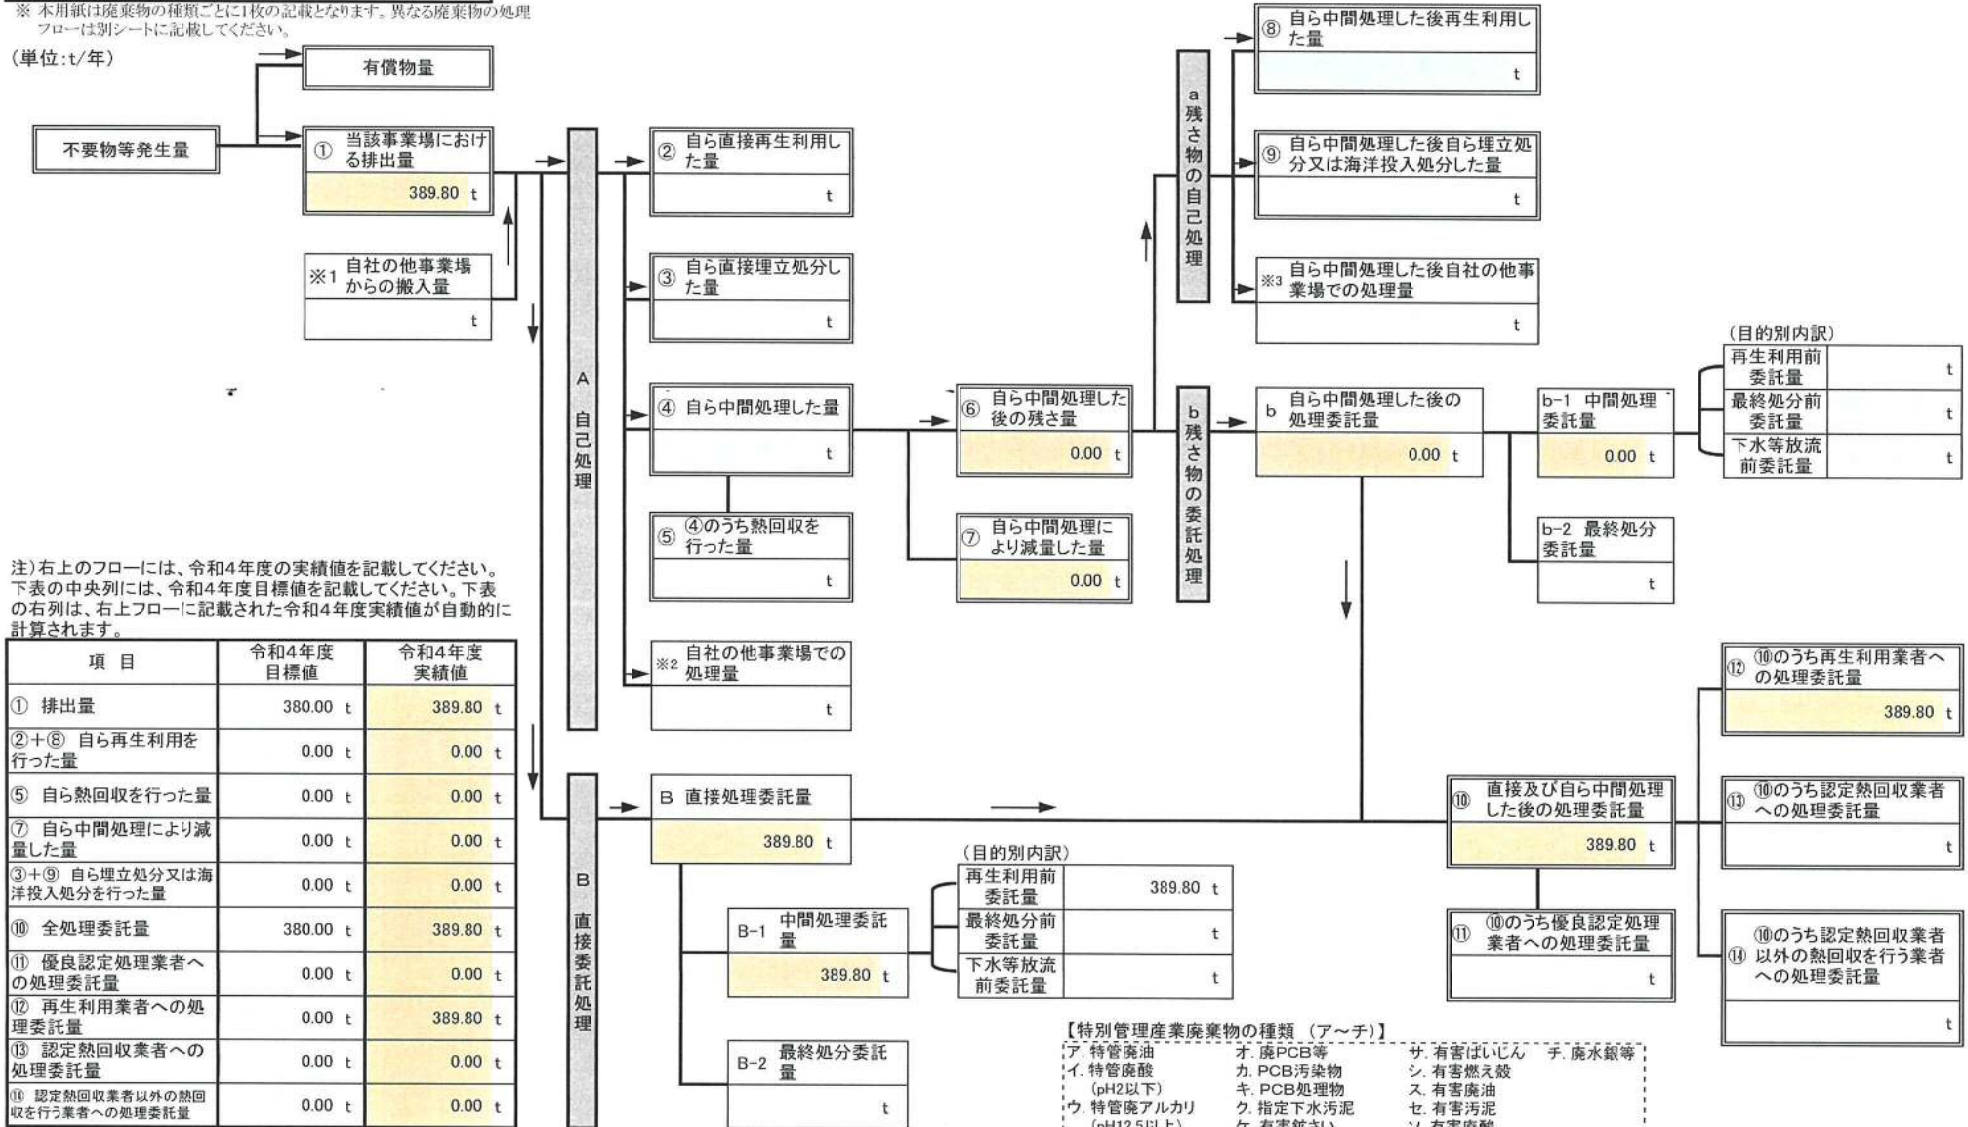 ※ 本用紙は廃棄物の種類ごとに1枚の記載となります。異なる廃棄物の処理
フローは別シートに記載してください。
(単位:t/年)
有償物量
不要物等発生量
① 当該事業場におけ
る排出量
389.80 t
※1 自社の他事業場
からの搬入量
t
A 自己処理
② 自ら直接再生利用し
た量
t
③ 自ら直接埋立処分し
た量
t
④ 自ら中間処理した量
t
⑤ ④のうち熱回収を
行った量
t
※2 自社の他事業場での
処理量
t
⑥ 自ら中間処理した
後の残さ量
0.00 t
⑦ 自ら中間処理に
より減量した量
0.00 t
a 残さ物の自己処理
⑧ 自ら中間処理した後再生利用し
た量
t
⑨ 自ら中間処理した後自ら埋立処
分又は海洋投入処分した量
t
※3 自ら中間処理した後自社の他事
業場での処理量
t
b 残さ物の委託処理
b 自ら中間処理した後の
処理委託量
0.00 t
b-1 中間処理
委託量
0.00 t
b-2 最終処分
委託量
t
(目的別内訳)
再生利用前
委託量 t
最終処分前
委託量 t
下水等放流
前委託量 t
注)右上のフローには、令和4年度の実績値を記載してください。
下表の中央列には、令和4年度目標値を記載してください。下表
の右列は、右上フローに記載された令和4年度実績値が自動的に
計算されます。
項 目 令和4年度
目標値 令和4年度
実績値
① 排出量 380.00 t 389.80 t
②+⑧ 自ら再生利用を
行った量 0.00 t 0.00 t
⑤ 自ら熱回収を行った量 0.00 t 0.00 t
⑦ 自ら中間処理により減
量した量 0.00 t 0.00 t
③+⑨ 自ら埋立処分又は海
洋投入処分を行った量 0.00 t 0.00 t
⑩ 全処理委託量 380.00 t 389.80 t
⑪ 優良認定処理業者へ
の処理委託量 0.00 t 0.00 t
⑫ 再生利用業者への処
理委託量 0.00 t 389.80 t
⑬ 認定熱回収業者への
処理委託量 0.00 t 0.00 t
⑭ 認定熱回収業者以外の熱回
収を行う業者への処理委託量 0.00 t 0.00 t
B 直接委託処理
B 直接処理委託量
389.80 t
B-1 中間処理委託
量
389.80 t
B-2 最終処分委託
量
t
(目的別内訳)
再生利用前
委託量 389.80 t
最終処分前
委託量 t
下水等放流
前委託量 t
⑩ 直接及び自ら中間処理
した後の処理委託量
389.80 t
⑪ ⑩のうち優良認定処理
業者への処理委託量
t
⑫ ⑩のうち再生利用業者へ
の処理委託量
389.80 t
⑬ ⑩のうち認定熱回収業者
への処理委託量
t
⑭ ⑩のうち認定熱回収業者
以外の熱回収を行う業者
への処理委託量
t
【特別管理産業廃棄物の種類 (ア~チ)】
ア. 特管廃油 オ. 廃PCB等 サ. 有害ばいじん チ. 廃水銀等
イ. 特管廃酸 カ. PCB汚染物 シ. 有害燃え殻
(pH2以下) キ. PCB処理物 ス. 有害廃油
ウ. 特管廃アルカリ ク. 指定下水汚泥 セ. 有害汚泥
(pH12.5以上) ケ. 有害鉱さい ソ. 有害廃酸